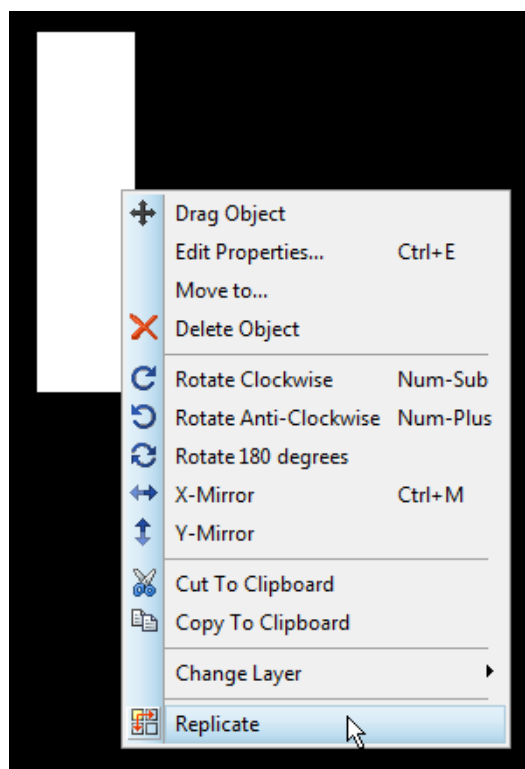 Drag Object
Edit Properties... Ctrl+E
Move to...
Delete Object
Rotate Clockwise Num-Sub
Rotate Anti-Clockwise Num-Plus
Rotate 180 degrees
X-Mirror Ctrl+M
Y-Mirror
Cut To Clipboard
Copy To Clipboard
Change Layer
Replicate